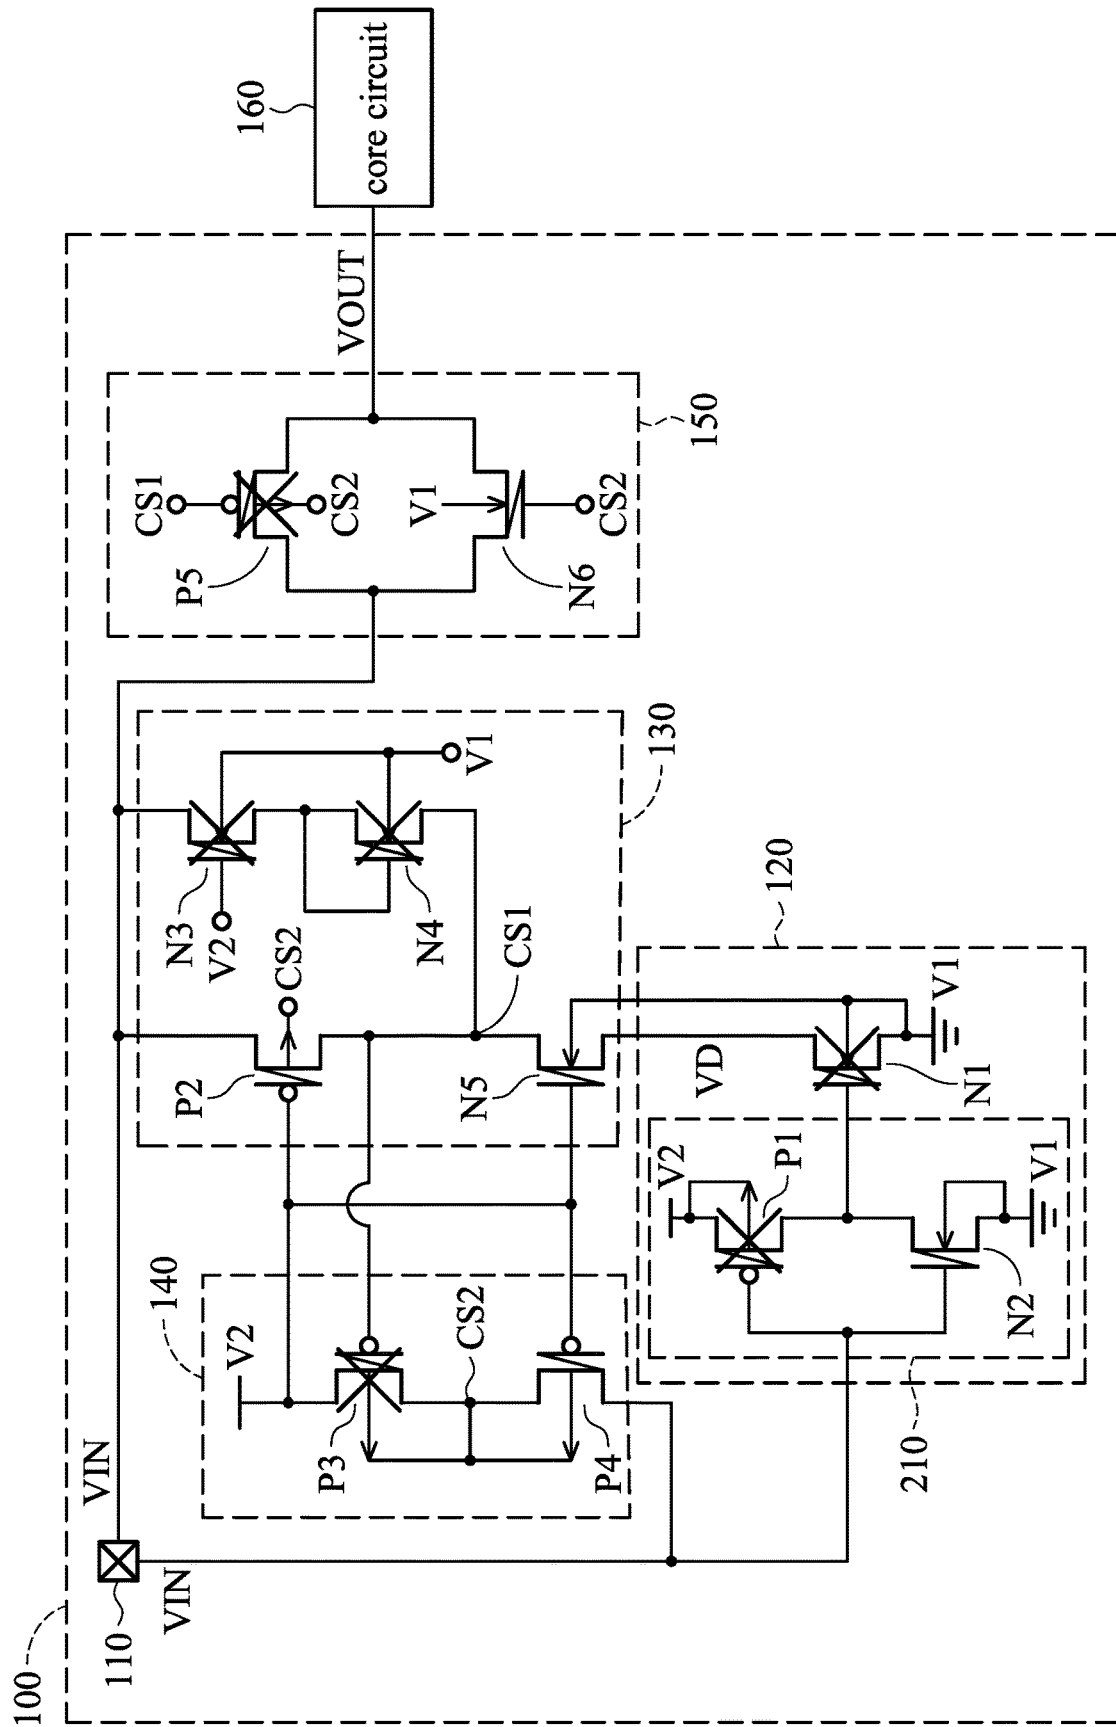 100
110
VIN
VIN
140
V2
P3
CS2
P4
P2
CS2
N3
V2
N4
CS1
N5
V1
130
CS1
P5
CS2
V1
N6
CS2
150
VOUT
160
core circuit
120
VD
V1
N1
V2
P1
V1
N2
210